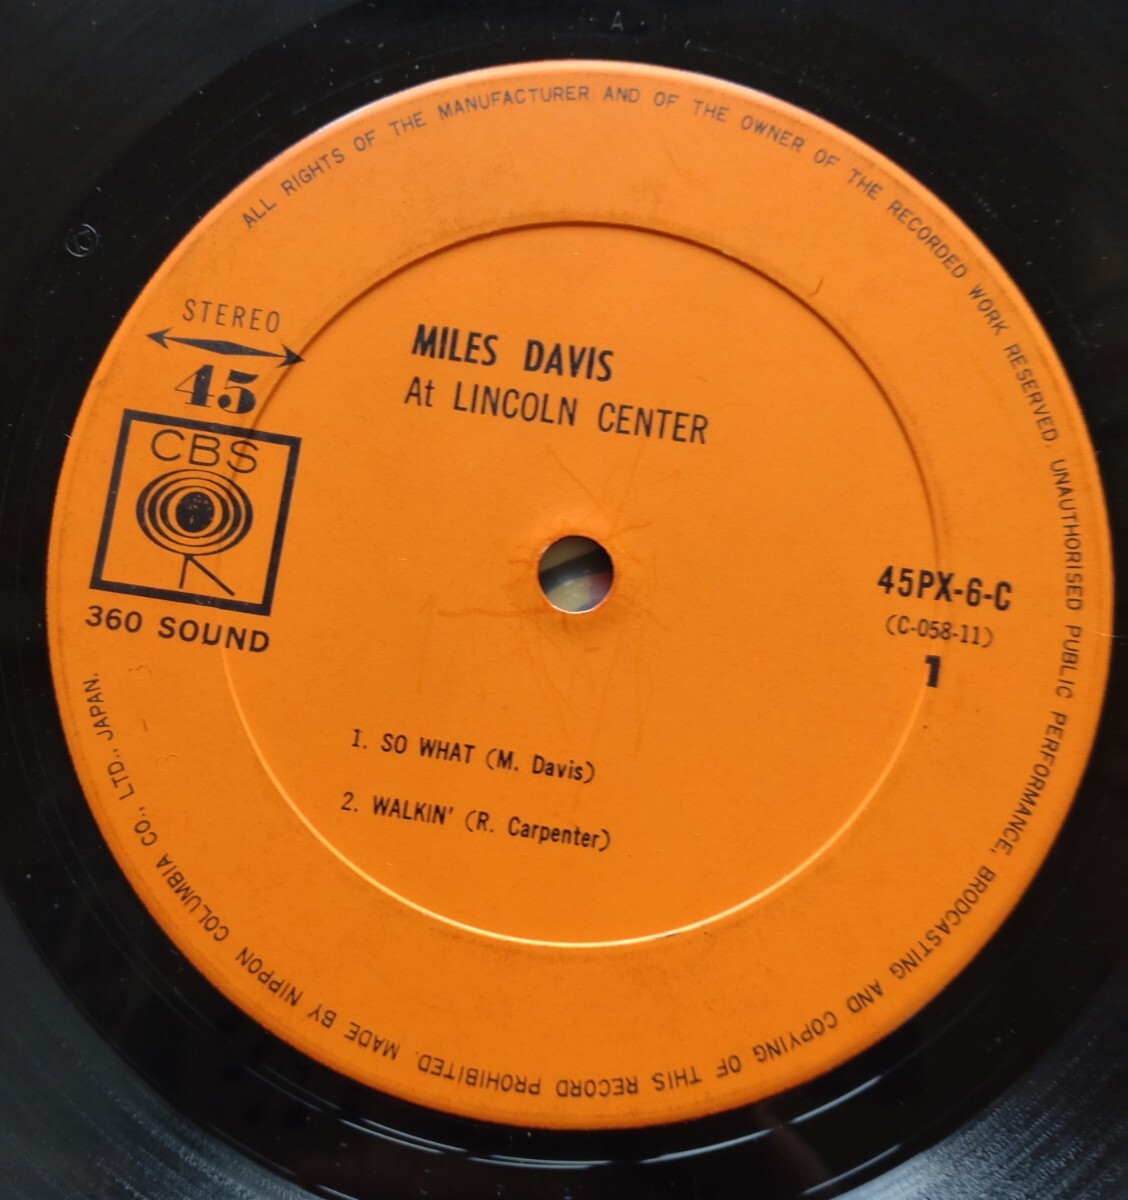 ALL RIGHTS OF THE MANUFACTURER AND OF THE OWNER OF THE RECORDED WORK RESERVED. UNAUTHORISED PUBLIC PERFORMANCE, BRODCASTING AND COPYING OF THIS RECORD PROHIBITED. MADE BY NIPPON COLUMBIA CO., LTD., JAPAN.
STEREO
45
CBS
360 SOUND
MILES DAVIS
At LINCOLN CENTER
45PX-6-C
(C-058-11)
1
1. SO WHAT (M. Davis)
2. WALKIN' (R. Carpenter)
A